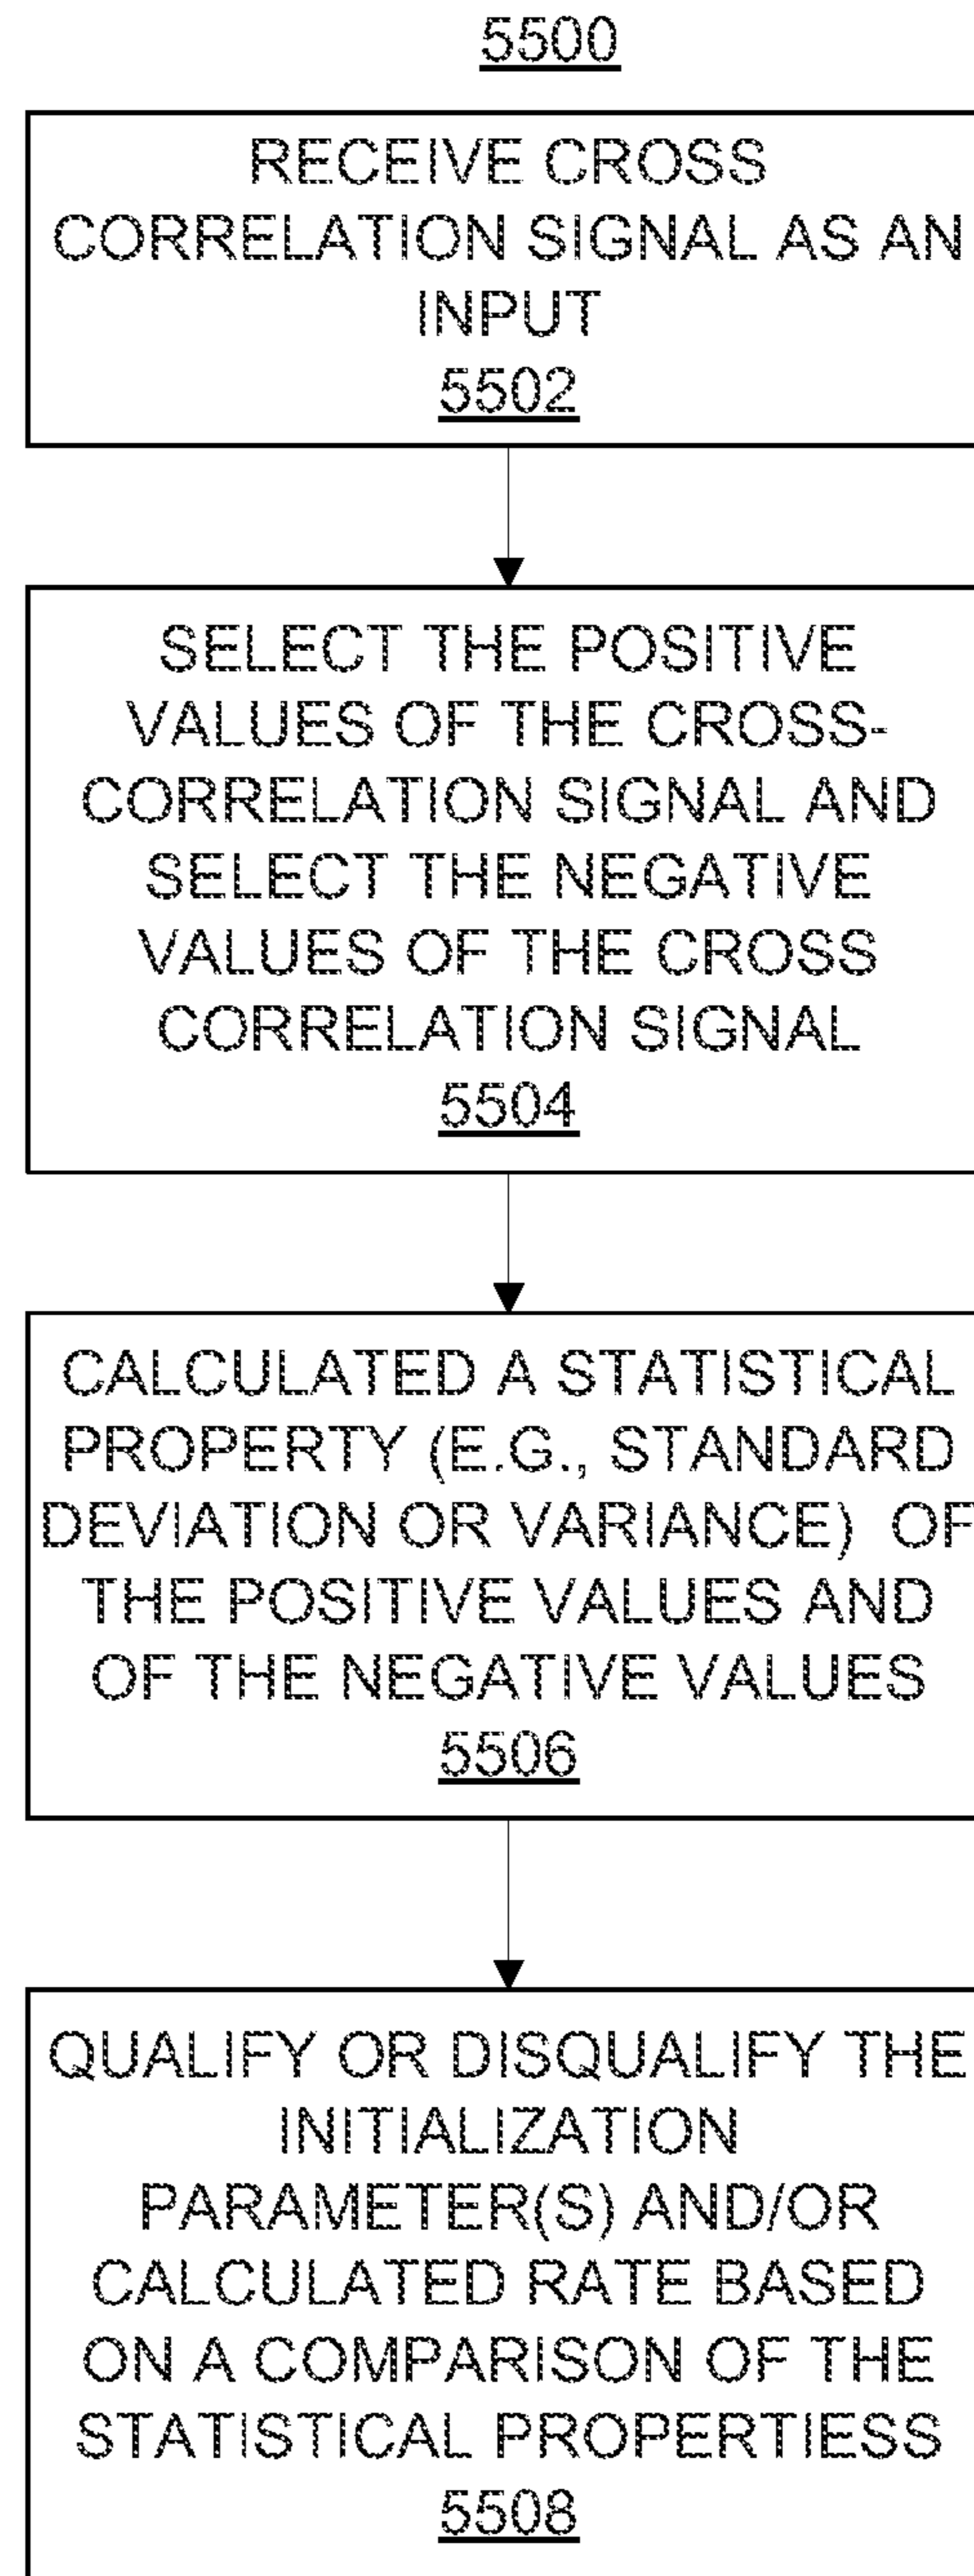 5500
RECEIVE CROSS
CORRELATION SIGNAL AS AN
INPUT
5502
SELECT THE POSITIVE
VALUES OF THE CROSS-
CORRELATION SIGNAL AND
SELECT THE NEGATIVE
VALUES OF THE CROSS
CORRELATION SIGNAL
5504
CALCULATED A STATISTICAL
PROPERTY (E.G., STANDARD
DEVIATION OR VARIANCE) OF
THE POSITIVE VALUES AND
OF THE NEGATIVE VALUES
5506
QUALIFY OR DISQUALIFY THE
INITIALIZATION
PARAMETER(S) AND/OR
CALCULATED RATE BASED
ON A COMPARISON OF THE
STATISTICAL PROPERTIESS
5508